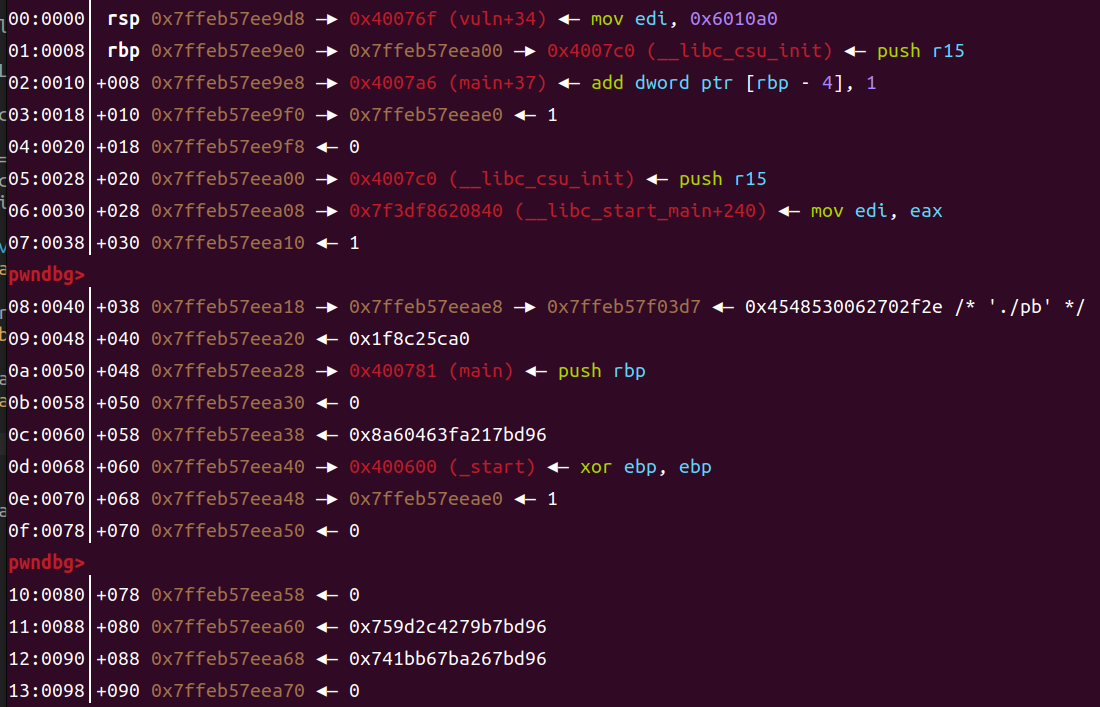 00:0000│ rsp 0x7ffeb57ee9d8 —▸ 0x40076f (vuln+34) ◂— mov edi, 0x6010a0
01:0008│ rbp 0x7ffeb57ee9e0 —▸ 0x7ffeb57eea00 —▸ 0x4007c0 (__libc_csu_init) ◂— push r15
02:0010│+008 0x7ffeb57ee9e8 —▸ 0x4007a6 (main+37) ◂— add dword ptr [rbp - 4], 1
03:0018│+010 0x7ffeb57ee9f0 —▸ 0x7ffeb57eeae0 ◂— 1
04:0020│+018 0x7ffeb57ee9f8 ◂— 0
05:0028│+020 0x7ffeb57eea00 —▸ 0x4007c0 (__libc_csu_init) ◂— push r15
06:0030│+028 0x7ffeb57eea08 —▸ 0x7f3df8620840 (__libc_start_main+240) ◂— mov edi, eax
07:0038│+030 0x7ffeb57eea10 ◂— 1
pwndbg>
08:0040│+038 0x7ffeb57eea18 —▸ 0x7ffeb57eeae8 —▸ 0x7ffeb57f03d7 ◂— 0x4548530062702f2e /* './pb' */
09:0048│+040 0x7ffeb57eea20 ◂— 0x1f8c25ca0
0a:0050│+048 0x7ffeb57eea28 —▸ 0x400781 (main) ◂— push rbp
0b:0058│+050 0x7ffeb57eea30 ◂— 0
0c:0060│+058 0x7ffeb57eea38 ◂— 0x8a60463fa217bd96
0d:0068│+060 0x7ffeb57eea40 —▸ 0x400600 (_start) ◂— xor ebp, ebp
0e:0070│+068 0x7ffeb57eea48 —▸ 0x7ffeb57eeae0 ◂— 1
0f:0078│+070 0x7ffeb57eea50 ◂— 0
pwndbg>
10:0080│+078 0x7ffeb57eea58 ◂— 0
11:0088│+080 0x7ffeb57eea60 ◂— 0x759d2c4279b7bd96
12:0090│+088 0x7ffeb57eea68 ◂— 0x741bb67ba267bd96
13:0098│+090 0x7ffeb57eea70 ◂— 0